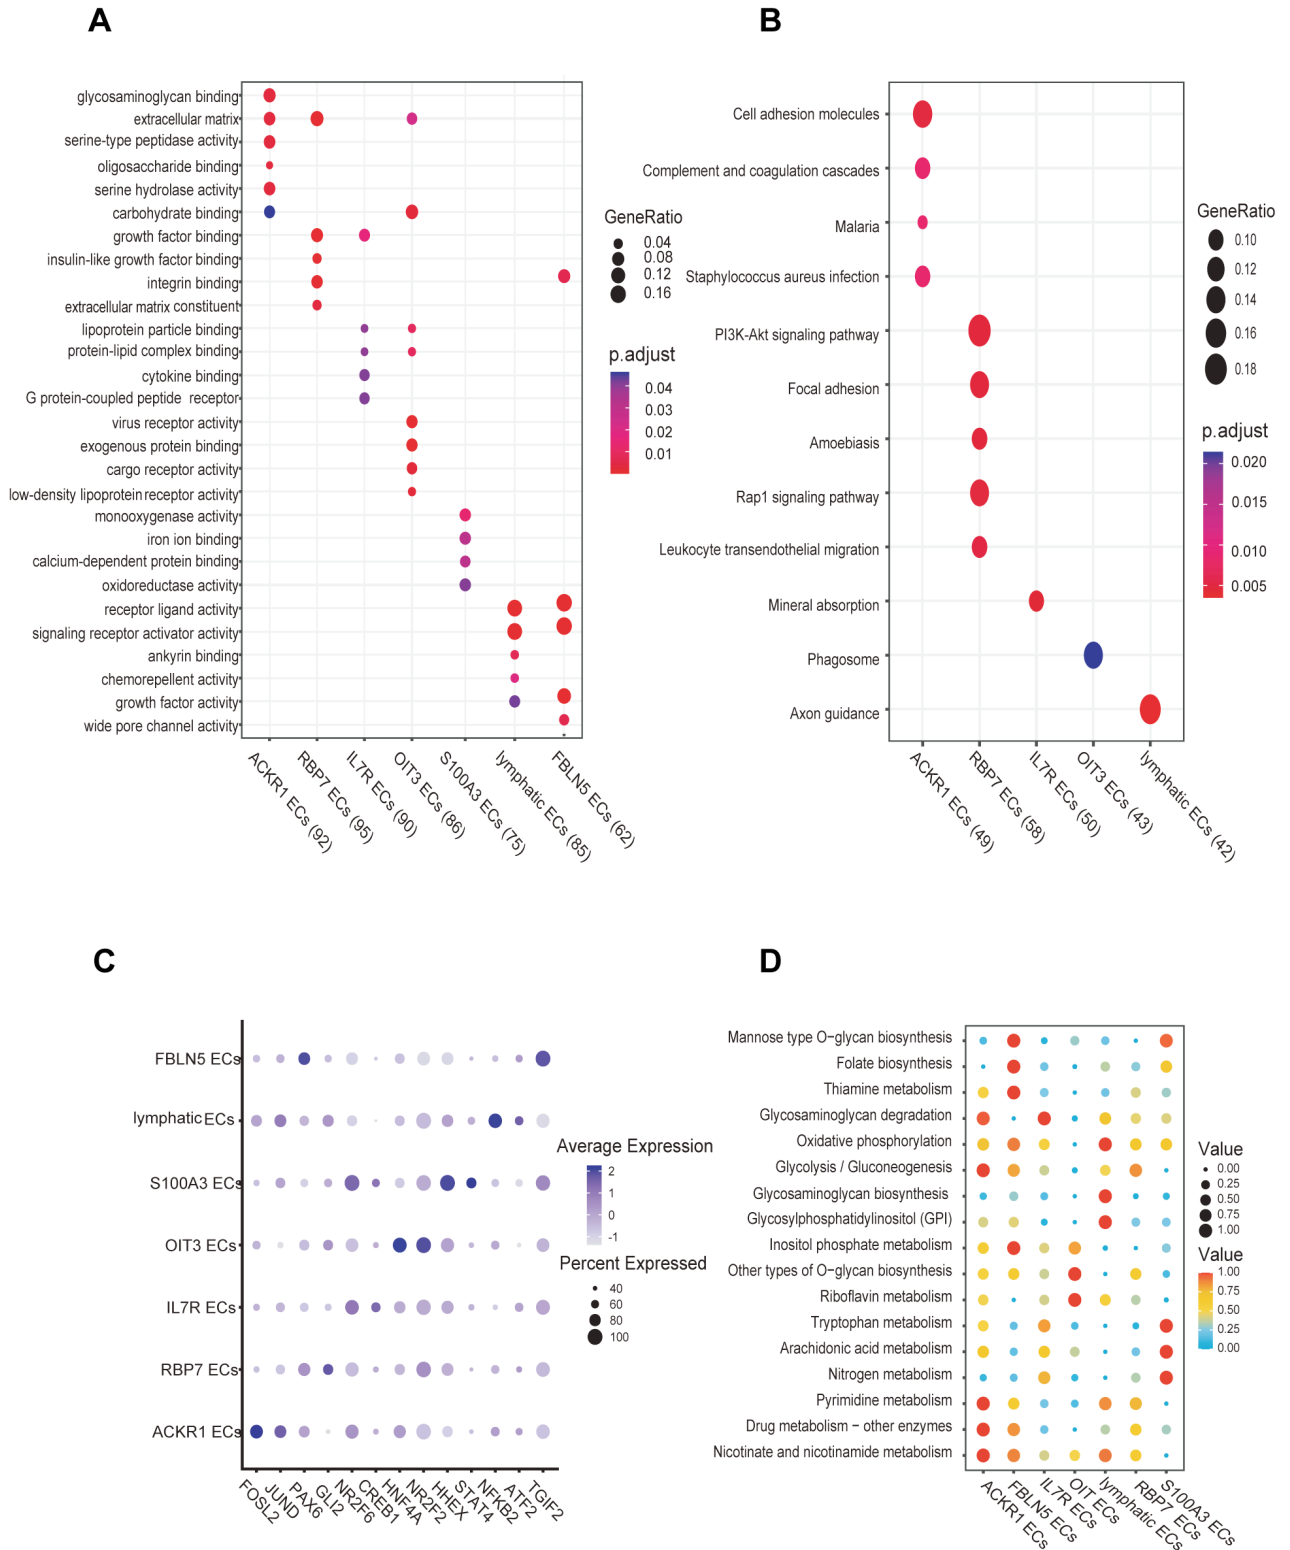 A
glycosaminoglycan binding
extracellular matrix
serine-type peptidase activity
oligosaccharide binding
serine hydrolase activity
carbohydrate binding
growth factor binding
insulin-like growth factor binding
integrin binding
extracellular matrix constituent
lipoprotein particle binding
protein-lipid complex binding
cytokine binding
G protein-coupled peptide receptor
virus receptor activity
exogenous protein binding
cargo receptor activity
low-density lipoprotein receptor activity
monooxygenase activity
iron ion binding
calcium-dependent protein binding
oxidoreductase activity
receptor ligand activity
signaling receptor activator activity
ankyrin binding
chemorepellent activity
growth factor activity
wide pore channel activity
ACKR1 ECs (92)
RBP7 ECs (95)
IL7R ECs (90)
OIT3 ECs (86)
S100A3 ECs (75)
lymphatic ECs (85)
FBLN5 ECs (62)
GeneRatio
0.04
0.08
0.12
0.16
p.adjust
0.04
0.03
0.02
0.01
B
Cell adhesion molecules
Complement and coagulation cascades
Malaria
Staphylococcus aureus infection
PI3K-Akt signaling pathway
Focal adhesion
Amoebiasis
Rap1 signaling pathway
Leukocyte transendothelial migration
Mineral absorption
Phagosome
Axon guidance
ACKR1 ECs (49)
RBP7 ECs (58)
IL7R ECs (50)
OIT3 ECs (43)
lymphatic ECs (42)
GeneRatio
0.10
0.12
0.14
0.16
0.18
p.adjust
0.020
0.015
0.010
0.005
C
FBLN5 ECs
lymphatic ECs
S100A3 ECs
OIT3 ECs
IL7R ECs
RBP7 ECs
ACKR1 ECs
FOSL2
JUND
PAX6
GLI2
NR2F6
CREB1
HNF4A
NR2F2
HHEX
STAT4
NFKB2
ATF2
TGIF2
Average Expression
2
1
0
-1
Percent Expressed
40
60
80
100
D
Mannose type O−glycan biosynthesis
Folate biosynthesis
Thiamine metabolism
Glycosaminoglycan degradation
Oxidative phosphorylation
Glycolysis / Gluconeogenesis
Glycosaminoglycan biosynthesis
Glycosylphosphatidylinositol (GPI)
Inositol phosphate metabolism
Other types of O−glycan biosynthesis
Riboflavin metabolism
Tryptophan metabolism
Arachidonic acid metabolism
Nitrogen metabolism
Pyrimidine metabolism
Drug metabolism − other enzymes
Nicotinate and nicotinamide metabolism
ACKR1 ECs
FBLN5 ECs
IL7R ECs
OIT ECs
lymphatic ECs
RBP7 ECs
S100A3 ECs
Value
0.00
0.25
0.50
0.75
1.00
Value
1.00
0.75
0.50
0.25
0.00